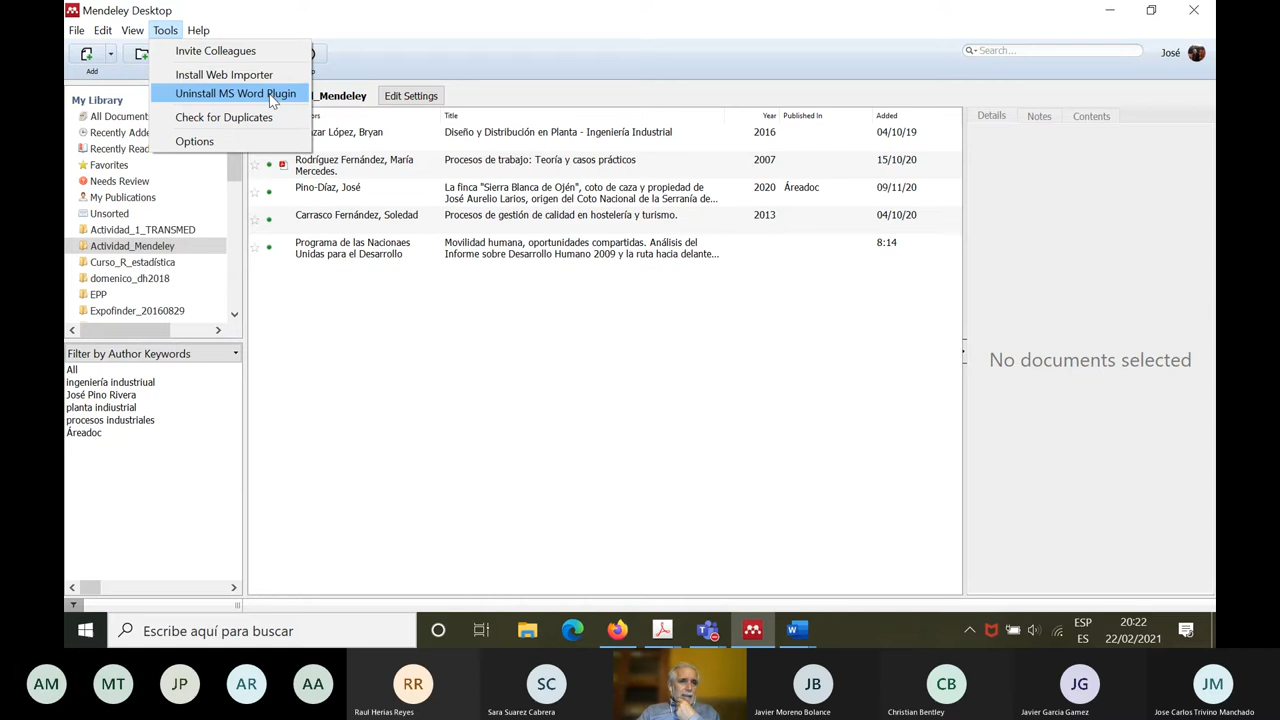 Mendeley Desktop
File Edit View Tools Help
Invite Colleagues
Install Web Importer
Uninstall MS Word Plugin
Check for Duplicates
Options
Add
Search...
José
My Library
All Document
Recently Adde
Recently Read
Favorites
Needs Review
My Publications
Unsorted
Actividad_1_TRANSMED
Actividad_Mendeley
Curso_R_estadística
domenico_dh2018
EPP
Expofinder_20160829
Filter by Author Keywords
All
ingeniería industriual
José Pino Rivera
planta indiustrial
procesos industriales
Áreadoc
_Mendeley Edit Settings
Title Year Published In Added
López, Bryan Diseño y Distribución en Planta - Ingeniería Industrial 2016 04/10/19
Rodríguez Fernández, María Procesos de trabajo: Teoría y casos prácticos 2007 15/10/20
Mercedes.
Pino-Díaz, José La finca "Sierra Blanca de Ojén", coto de caza y propiedad de 2020 Áreadoc 09/11/20
José Aurelio Larios, origen del Coto Nacional de la Serranía de...
Carrasco Fernández, Soledad Procesos de gestión de calidad en hostelería y turismo. 2013 04/10/20
Programa de las Nacionaes Movilidad humana, oportunidades compartidas. Análisis del 8:14
Unidas para el Desarrollo Informe sobre Desarrollo Humano 2009 y la ruta hacia delante...
Details Notes Contents
No documents selected
Escribe aquí para buscar
ESP
ES
20:22
22/02/2021
AM MT JP AR AA RR SC JB CB JG JM
Raul Herias Reyes
Sara Suarez Cabrera
Javier Moreno Bolance
Christian Bentley
Javier Garcia Gamez
Jose Carlos Trivino Manchado